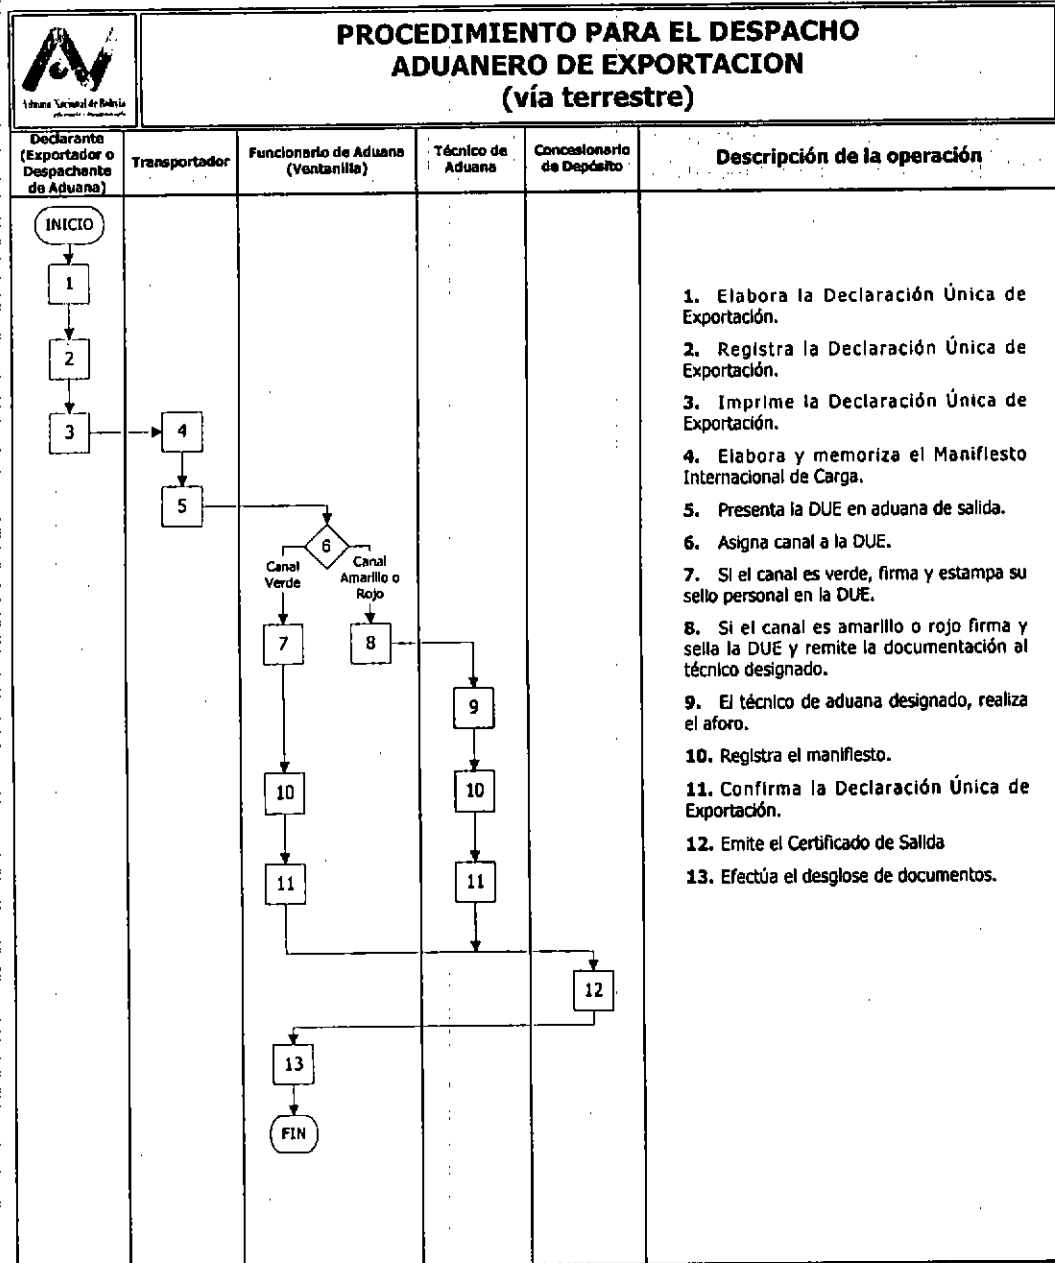 PROCEDIMIENTO PARA EL DESPACHO
ADUANERO DE EXPORTACION
(vía terrestre)
Aduana Nacional de Bolivia
Declarante
(Exportador o
Despachante
de Aduana)
Transportador
Funcionario de Aduana
(Ventanilla)
Técnico de
Aduana
Concesionario
de Depósito
Descripción de la operación
INICIO
1
2
3
4
5
6
Canal
Verde
Canal
Amarillo o
Rojo
7
8
9
10
10
11
11
12
13
FIN
1. Elabora la Declaración Única de
Exportación.
2. Registra la Declaración Única de
Exportación.
3. Imprime la Declaración Única de
Exportación.
4. Elabora y memoriza el Manifiesto
Internacional de Carga.
5. Presenta la DUE en aduana de salida.
6. Asigna canal a la DUE.
7. Si el canal es verde, firma y estampa su
sello personal en la DUE.
8. Si el canal es amarillo o rojo firma y
sella la DUE y remite la documentación al
técnico designado.
9. El técnico de aduana designado, realiza
el aforo.
10. Registra el manifiesto.
11. Confirma la Declaración Única de
Exportación.
12. Emite el Certificado de Salida
13. Efectúa el desglose de documentos.